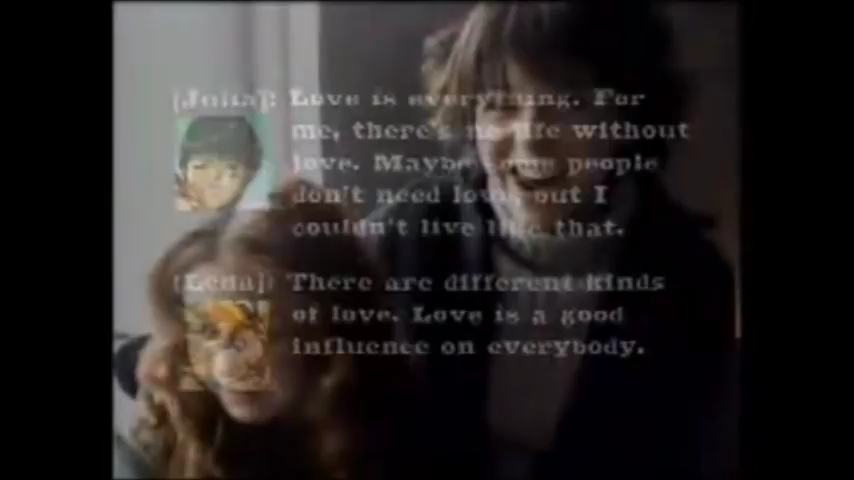 [Julia]: Love is everything. For
me, there's no life without
love. Maybe some people
don't need love, but I
couldn't live like that.
[Lena]: There are different kinds
of love. Love is a good
influence on everybody.